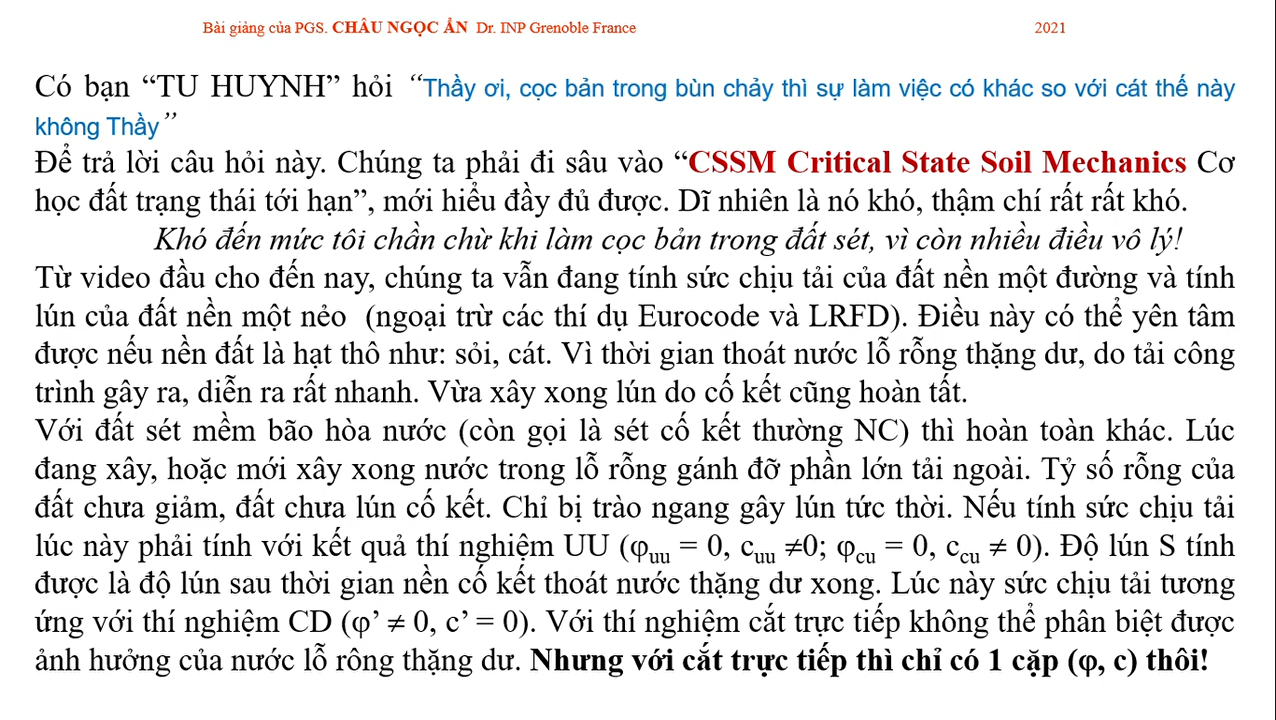 Bài giảng của PGS. CHÂU NGỌC ẨN Dr. INP Grenoble France 2021
Có bạn “TU HUYNH” hỏi “Thầy ơi, cọc bản trong bùn chảy thì sự làm việc có khác so với cát thế này
không Thầy”
Để trả lời câu hỏi này. Chúng ta phải đi sâu vào “CSSM Critical State Soil Mechanics Cơ
học đất trạng thái tới hạn”, mới hiểu đầy đủ được. Dĩ nhiên là nó khó, thậm chí rất rất khó.
Khó đến mức tôi chần chừ khi làm cọc bản trong đất sét, vì còn nhiều điều vô lý!
Từ video đầu cho đến nay, chúng ta vẫn đang tính sức chịu tải của đất nền một đường và tính
lún của đất nền một nẻo (ngoại trừ các thí dụ Eurocode và LRFD). Điều này có thể yên tâm
được nếu nền đất là hạt thô như: sỏi, cát. Vì thời gian thoát nước lỗ rỗng thặng dư, do tải công
trình gây ra, diễn ra rất nhanh. Vừa xây xong lún do cố kết cũng hoàn tất.
Với đất sét mềm bão hòa nước (còn gọi là sét cố kết thường NC) thì hoàn toàn khác. Lúc
đang xây, hoặc mới xây xong nước trong lỗ rỗng gánh đỡ phần lớn tải ngoài. Tỷ số rỗng của
đất chưa giảm, đất chưa lún cố kết. Chỉ bị trào ngang gây lún tức thời. Nếu tính sức chịu tải
lúc này phải tính với kết quả thí nghiệm UU (φuu = 0, cuu ≠0; φcu = 0, ccu ≠ 0). Độ lún S tính
được là độ lún sau thời gian nền cố kết thoát nước thặng dư xong. Lúc này sức chịu tải tương
ứng với thí nghiệm CD (φ’ ≠ 0, c’ = 0). Với thí nghiệm cắt trực tiếp không thể phân biệt được
ảnh hưởng của nước lỗ rông thặng dư. Nhưng với cắt trực tiếp thì chỉ có 1 cặp (φ, c) thôi!